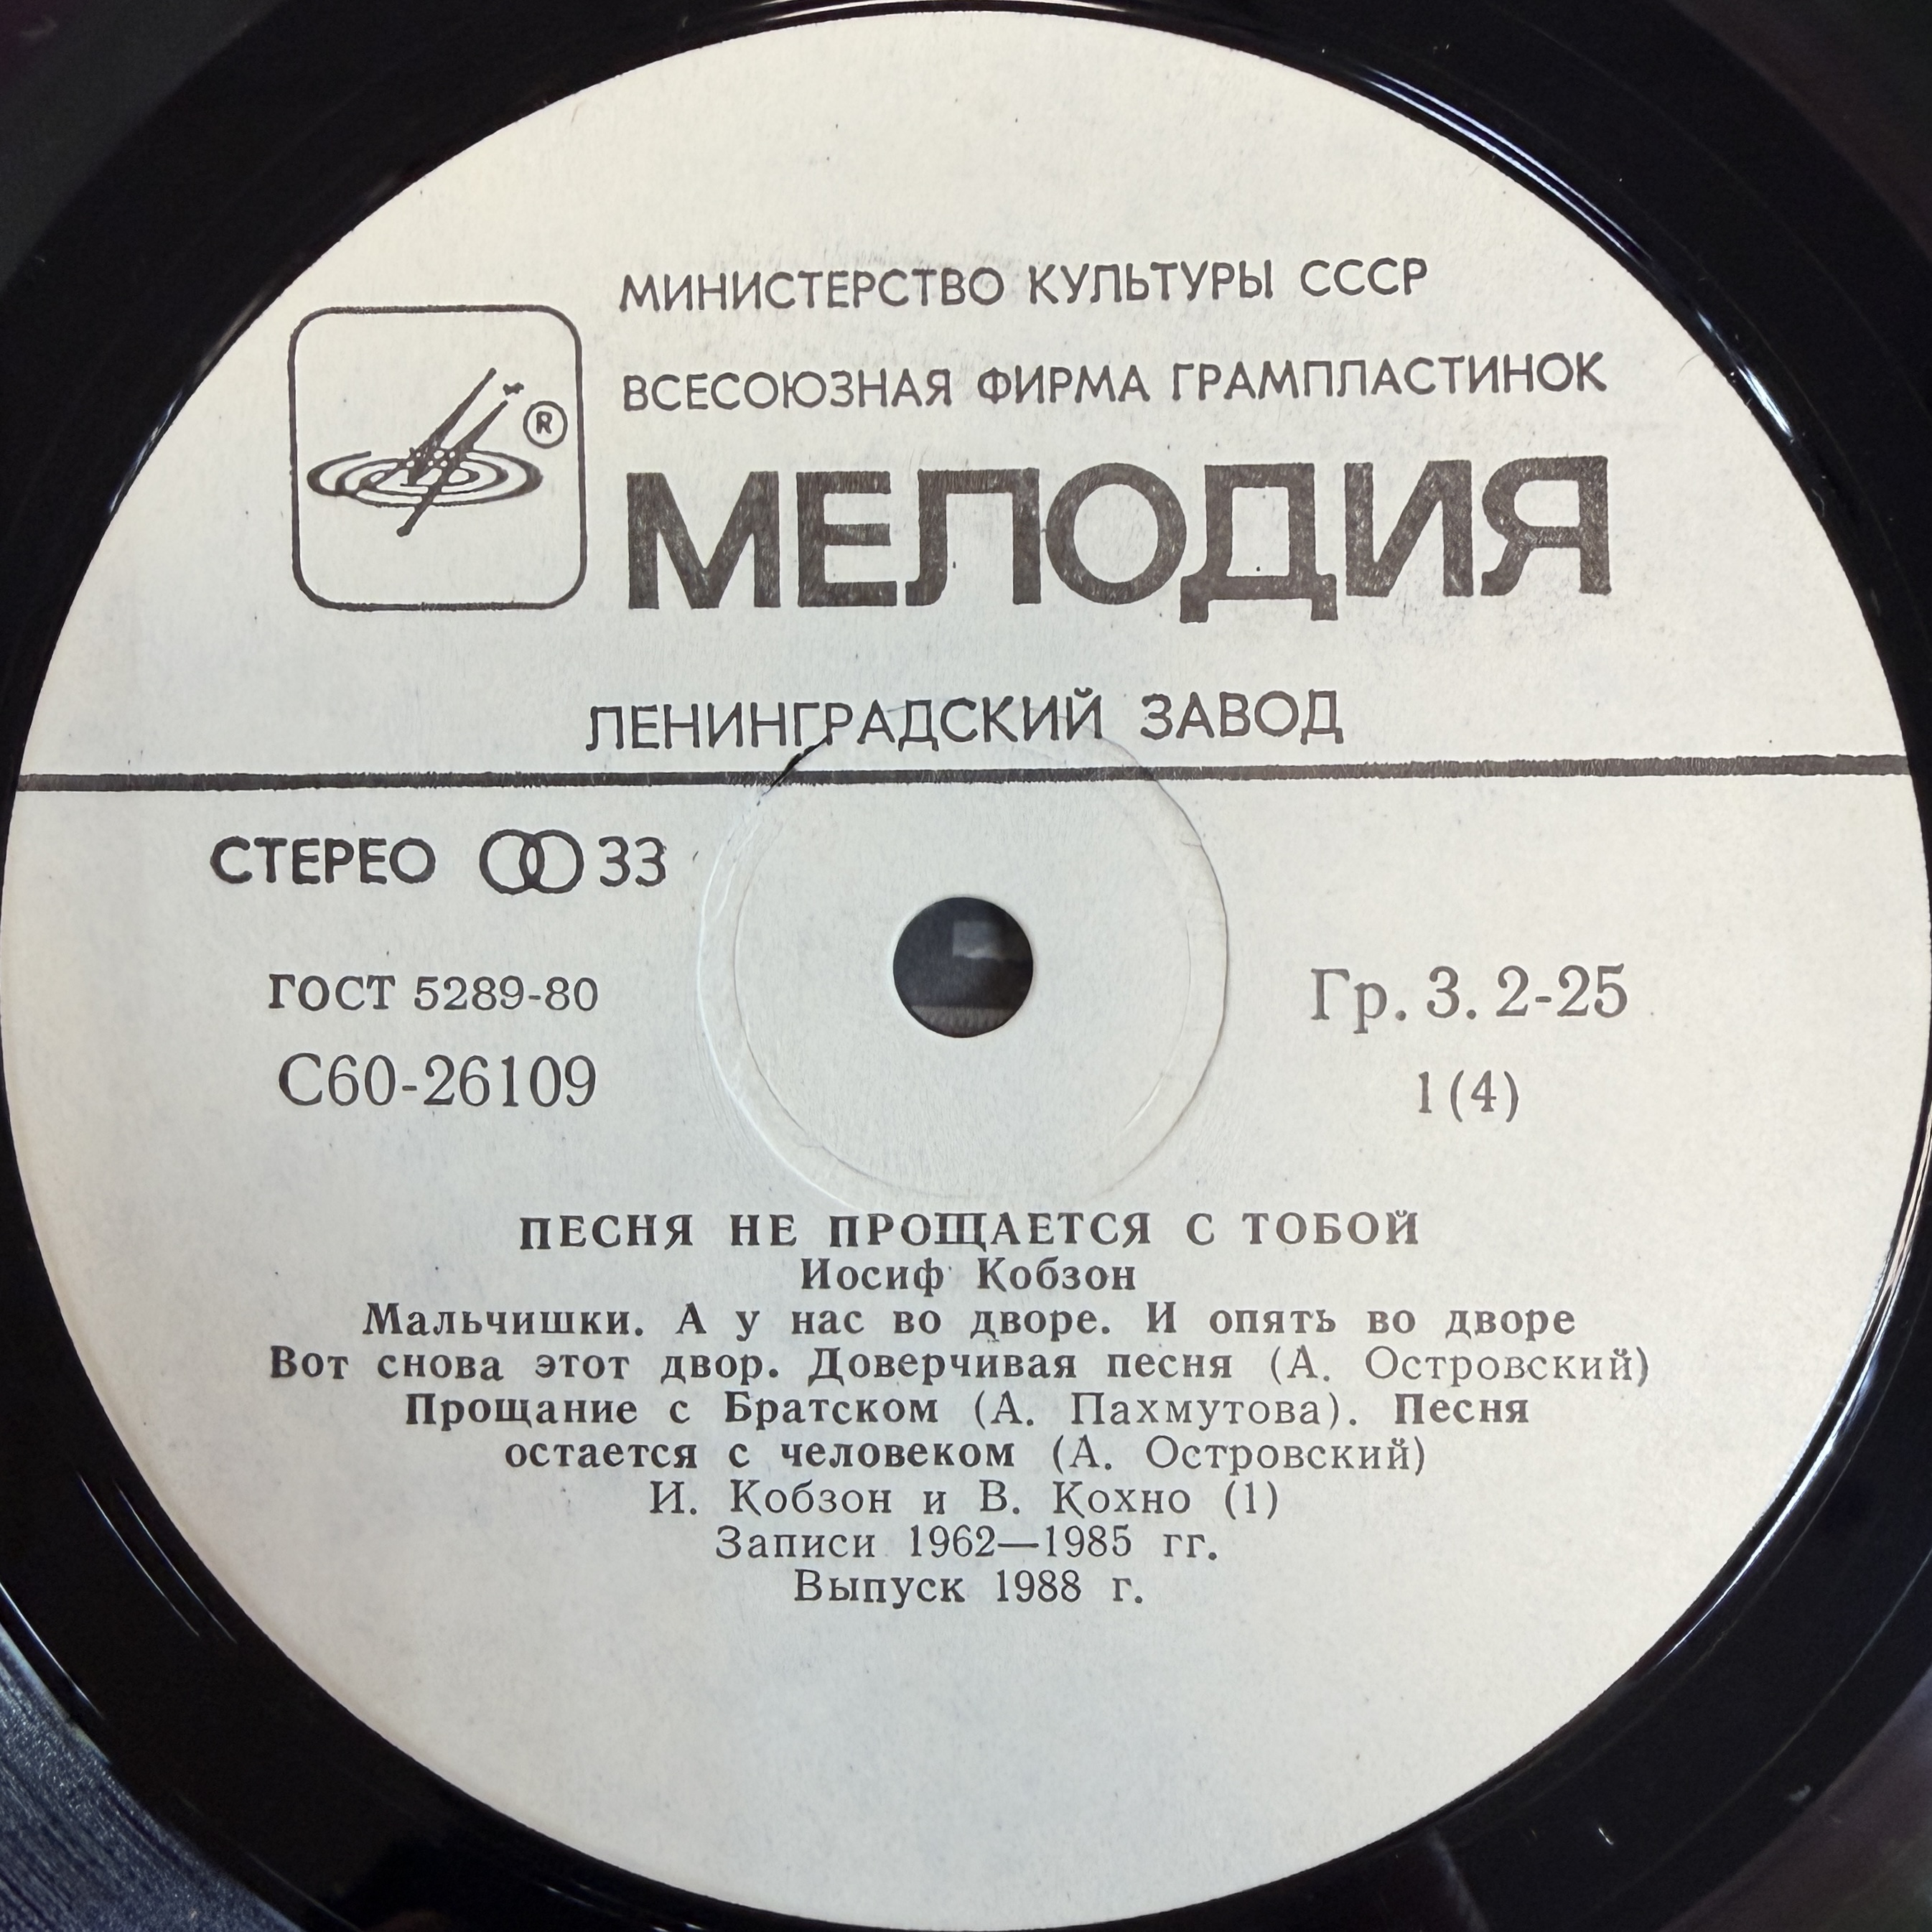 МИНИСТЕРСТВО КУЛЬТУРЫ СССР
ВСЕСОЮЗНАЯ ФИРМА ГРАМПЛАСТИНОК
®
МЕЛОДИЯ
ЛЕНИНГРАДСКИЙ ЗАВОД
СТЕРЕО 33
ГОСТ 5289-80
Гр. 3. 2-25
С60-26109
1 (4)
ПЕСНЯ НЕ ПРОЩАЕТСЯ С ТОБОЙ
Иосиф Кобзон
Мальчишки. А у нас во дворе. И опять во дворе
Вот снова этот двор. Доверчивая песня (А. Островский)
Прощание с Братском (А. Пахмутова). Песня
остается с человеком (А. Островский)
И. Кобзон и В. Кохно (1)
Записи 1962—1985 гг.
Выпуск 1988 г.